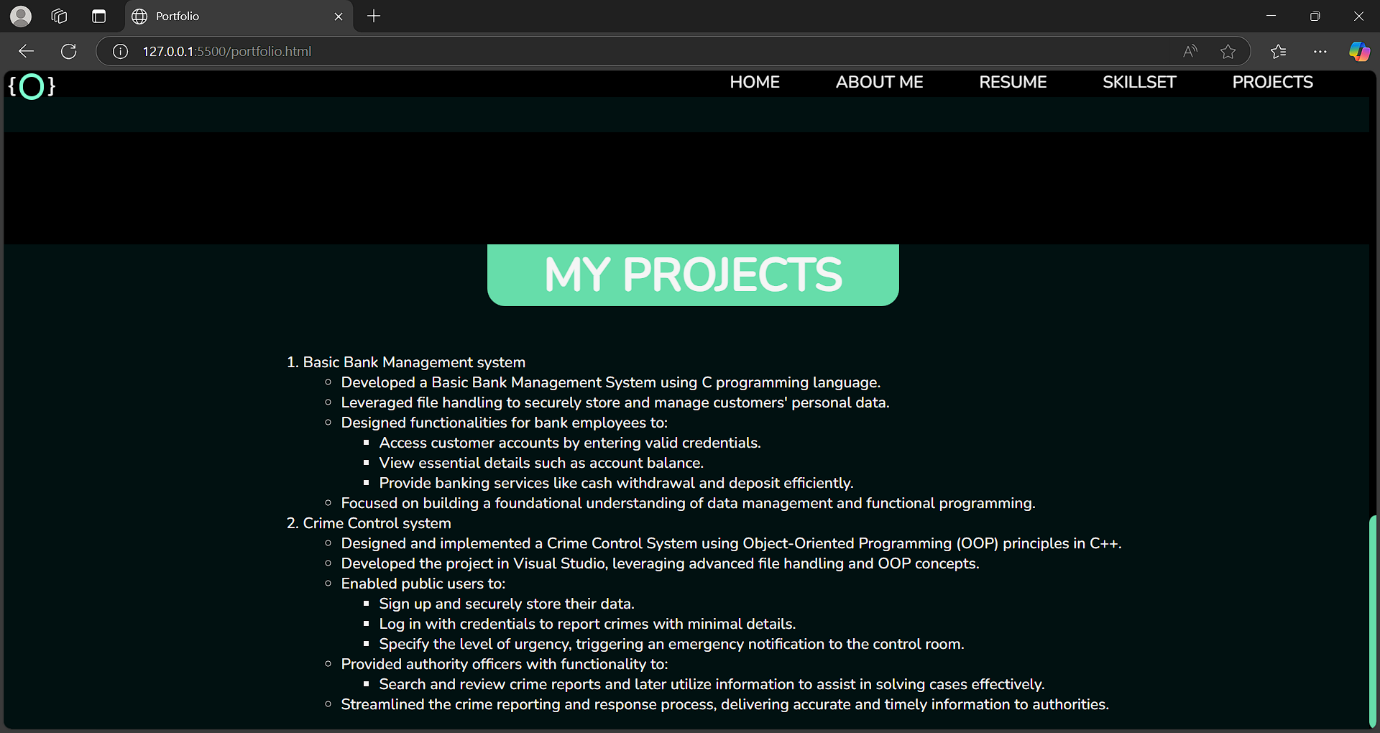 Portfolio
127.0.0.1:5500/portfolio.html
{O} HOME ABOUT ME RESUME SKILLSET PROJECTS
MY PROJECTS
1. Basic Bank Management system
Developed a Basic Bank Management System using C programming language.
Leveraged file handling to securely store and manage customers' personal data.
Designed functionalities for bank employees to:
Access customer accounts by entering valid credentials.
View essential details such as account balance.
Provide banking services like cash withdrawal and deposit efficiently.
Focused on building a foundational understanding of data management and functional programming.
2. Crime Control system
Designed and implemented a Crime Control System using Object-Oriented Programming (OOP) principles in C++.
Developed the project in Visual Studio, leveraging advanced file handling and OOP concepts.
Enabled public users to:
Sign up and securely store their data.
Log in with credentials to report crimes with minimal details.
Specify the level of urgency, triggering an emergency notification to the control room.
Provided authority officers with functionality to:
Search and review crime reports and later utilize information to assist in solving cases effectively.
Streamlined the crime reporting and response process, delivering accurate and timely information to authorities.